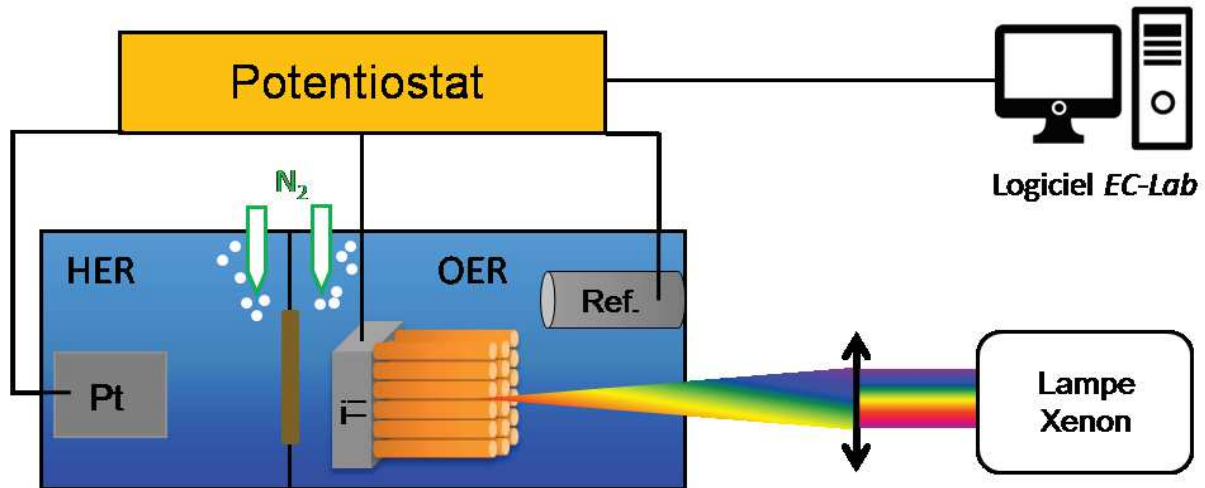 Potentiostat
Logiciel EC-Lab
N₂
HER
OER
Ref.
Pt
Ti
Lampe
Xenon